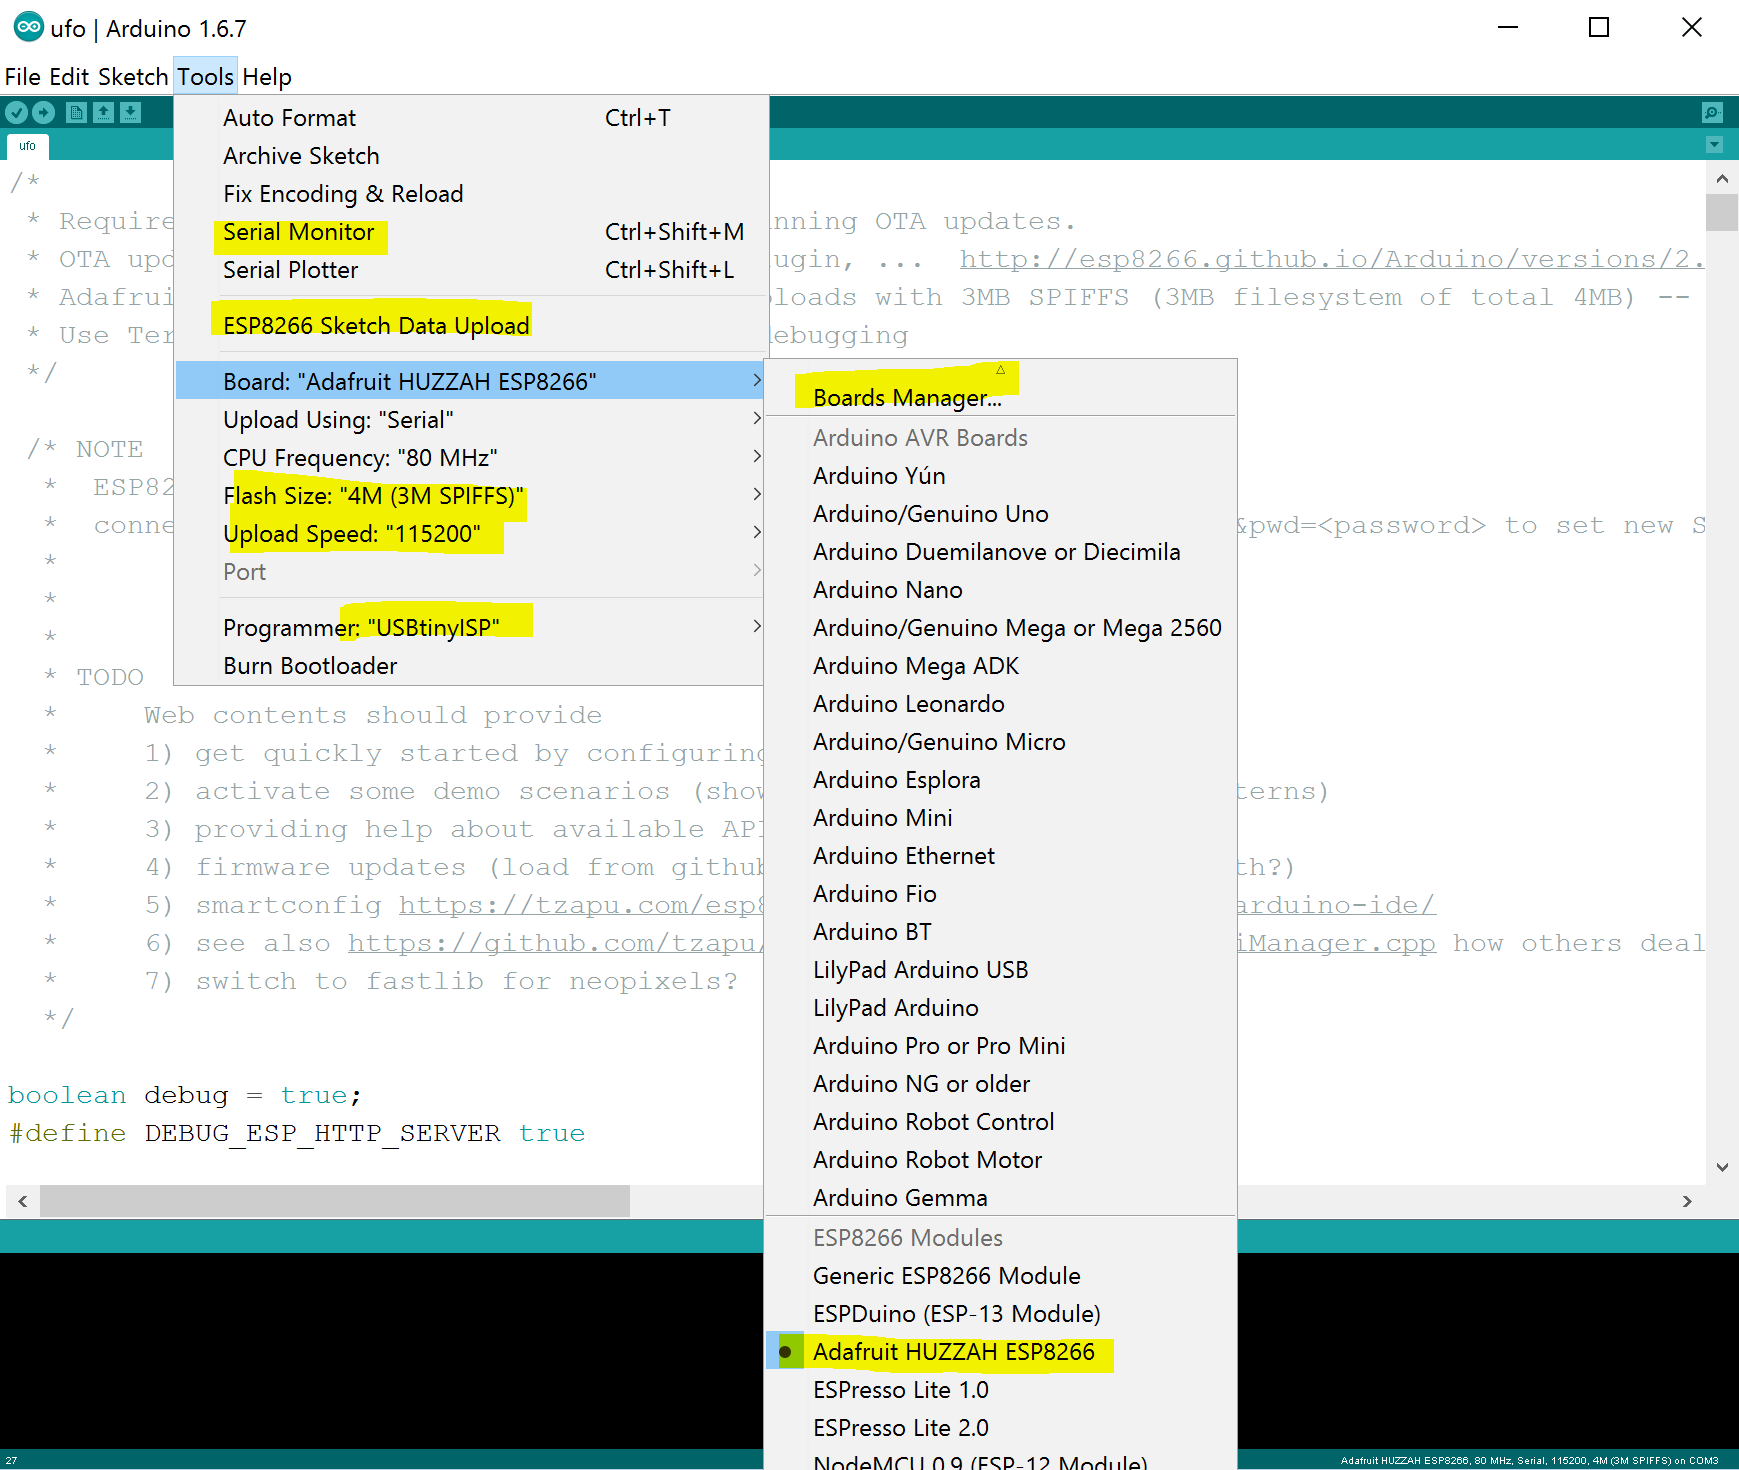 ufo | Arduino 1.6.7
File Edit Sketch Tools Help
ufo
Auto Format Ctrl+T
Archive Sketch
Fix Encoding & Reload
Serial Monitor Ctrl+Shift+M
Serial Plotter Ctrl+Shift+L
ESP8266 Sketch Data Upload
Board: "Adafruit HUZZAH ESP8266"
Upload Using: "Serial"
CPU Frequency: "80 MHz"
Flash Size: "4M (3M SPIFFS)"
Upload Speed: "115200"
Port
Programmer: "USBtinyISP"
Burn Bootloader
Boards Manager...
Arduino AVR Boards
Arduino Yún
Arduino/Genuino Uno
Arduino Duemilanove or Diecimila
Arduino Nano
Arduino/Genuino Mega or Mega 2560
Arduino Mega ADK
Arduino Leonardo
Arduino/Genuino Micro
Arduino Esplora
Arduino Mini
Arduino Ethernet
Arduino Fio
Arduino BT
LilyPad Arduino USB
LilyPad Arduino
Arduino Pro or Pro Mini
Arduino NG or older
Arduino Robot Control
Arduino Robot Motor
Arduino Gemma
ESP8266 Modules
Generic ESP8266 Module
ESPDuino (ESP-13 Module)
Adafruit HUZZAH ESP8266
ESPresso Lite 1.0
ESPresso Lite 2.0
NodeMCU 0.9 (ESP-12 Module)
/*
* Require nning OTA updates.
* OTA upd ugin, ... http://esp8266.github.io/Arduino/versions/2.
* Adafrui loads with 3MB SPIFFS (3MB filesystem of total 4MB) --
* Use Ter debugging
*/
/* NOTE
* ESP82
* conne &pwd=<password> to set new S
*
*
*
* TODO
* Web contents should provide
* 1) get quickly started by configuring
* 2) activate some demo scenarios (show terns)
* 3) providing help about available API
* 4) firmware updates (load from github th?)
* 5) smartconfig https://tzapu.com/esp8 arduino-ide/
* 6) see also https://github.com/tzapu/ iManager.cpp how others deal
* 7) switch to fastlib for neopixels?
*/
boolean debug = true;
#define DEBUG_ESP_HTTP_SERVER true
27
Adafruit HUZZAH ESP8266, 80 MHz, Serial, 115200, 4M (3M SPIFFS) on COM3